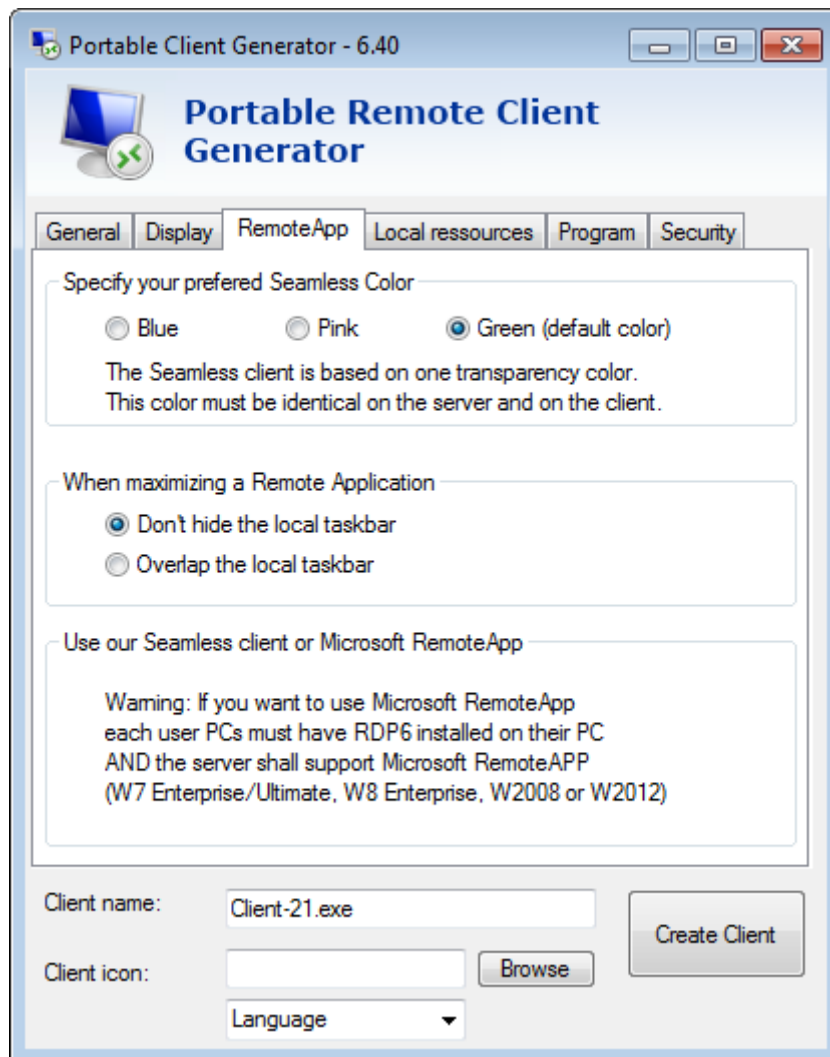 Portable Client Generator - 6.40
Portable Remote Client
Generator
General Display RemoteApp Local ressources Program Security
Specify your prefered Seamless Color
Blue Pink Green (default color)
The Seamless client is based on one transparency color.
This color must be identical on the server and on the client.
When maximizing a Remote Application
Don't hide the local taskbar
Overlap the local taskbar
Use our Seamless client or Microsoft RemoteApp
Warning: If you want to use Microsoft RemoteApp
each user PCs must have RDP6 installed on their PC
AND the server shall support Microsoft RemoteAPP
(W7 Enterprise/Ultimate, W8 Enterprise, W2008 or W2012)
Client name: Client-21.exe
Create Client
Client icon: Browse
Language